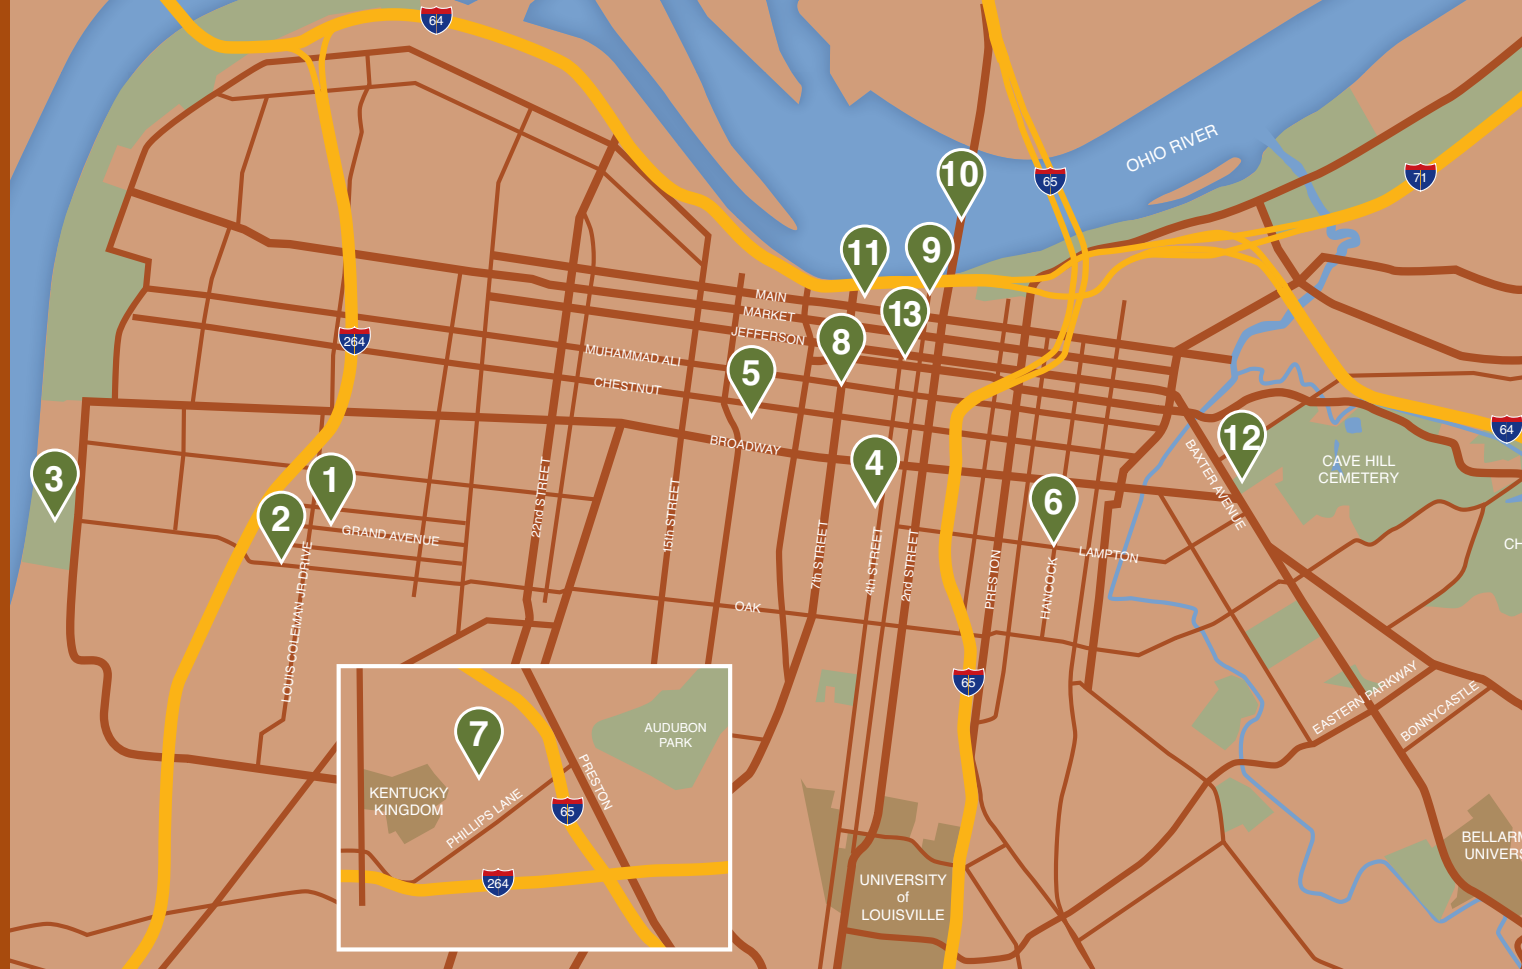 64
OHIO RIVER
65
71
10
11
9
MAIN
MARKET
13
JEFFERSON
8
264
MUHAMMAD ALI
CHESTNUT
5
BROADWAY
64
12
BAXTER AVENUE
CAVE HILL
CEMETERY
3
1
4
2
6
GRAND AVENUE
22nd STREET
15th STREET
7th STREET
4th STREET
2nd STREET
PRESTON
HANCOCK
LAMPTON
CH
LOUIS COLEMAN JR DRIVE
OAK
65
EASTERN PARKWAY
BONNYCASTLE
7
AUDUBON
PARK
PRESTON
KENTUCKY
KINGDOM
PHILLIPS LANE
65
264
UNIVERSITY
of
LOUISVILLE
BELLARM
UNIVERS